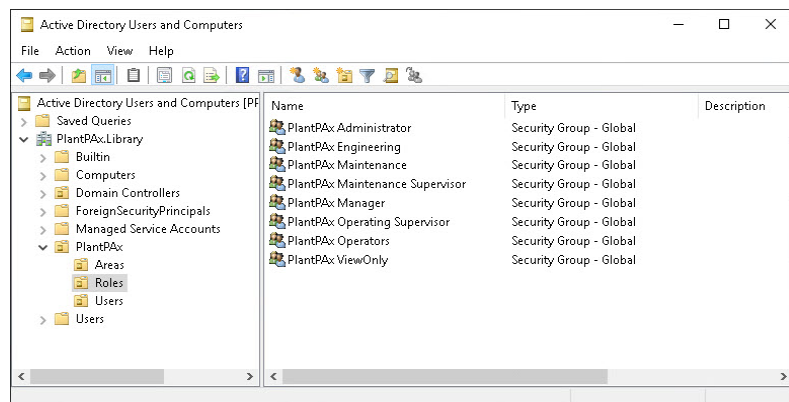 Active Directory Users and Computers
File Action View Help
Active Directory Users and Computers [PF
Saved Queries
PlantPAx.Library
Builtin
Computers
Domain Controllers
ForeignSecurityPrincipals
Managed Service Accounts
PlantPAx
Areas
Roles
Users
Users
Name Type Description
PlantPAx Administrator Security Group - Global
PlantPAx Engineering Security Group - Global
PlantPAx Maintenance Security Group - Global
PlantPAx Maintenance Supervisor Security Group - Global
PlantPAx Manager Security Group - Global
PlantPAx Operating Supervisor Security Group - Global
PlantPAx Operators Security Group - Global
PlantPAx ViewOnly Security Group - Global